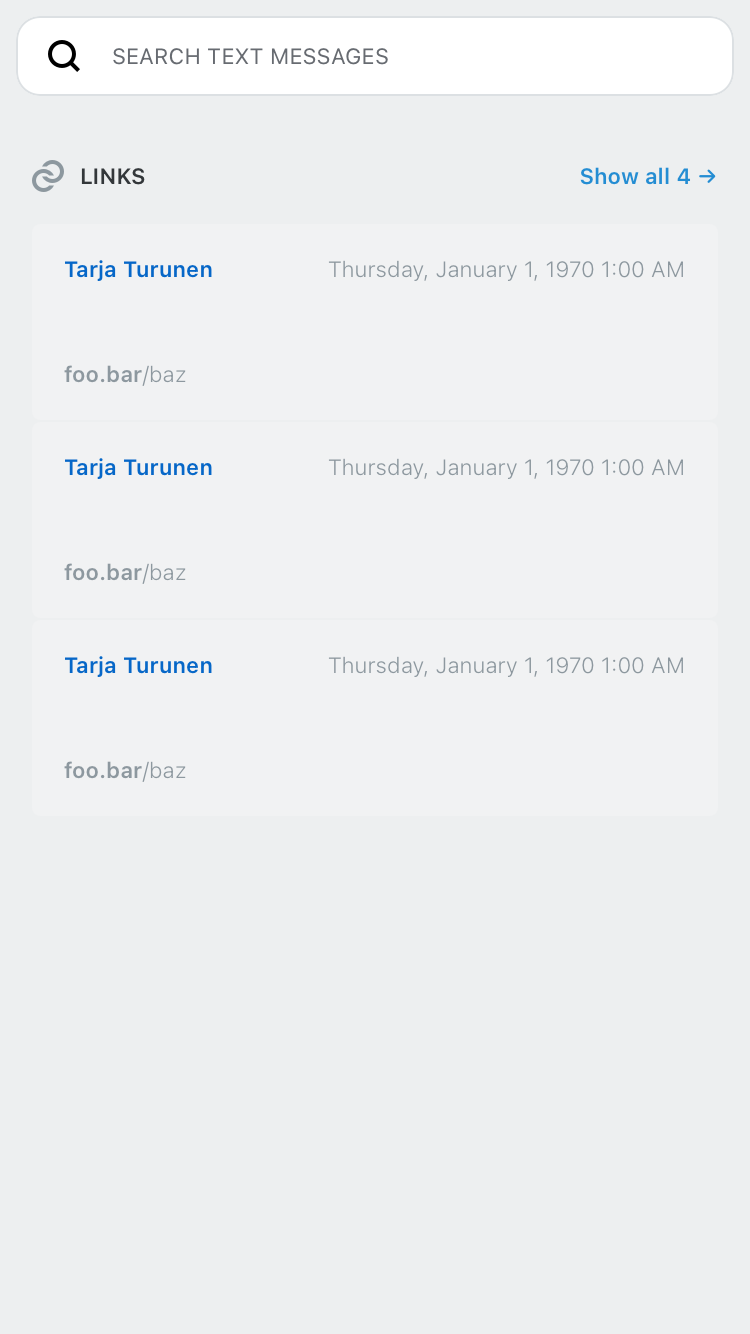 SEARCH TEXT MESSAGES
LINKS Show all 4 →
Tarja Turunen Thursday, January 1, 1970 1:00 AM
foo.bar/baz
Tarja Turunen Thursday, January 1, 1970 1:00 AM
foo.bar/baz
Tarja Turunen Thursday, January 1, 1970 1:00 AM
foo.bar/baz